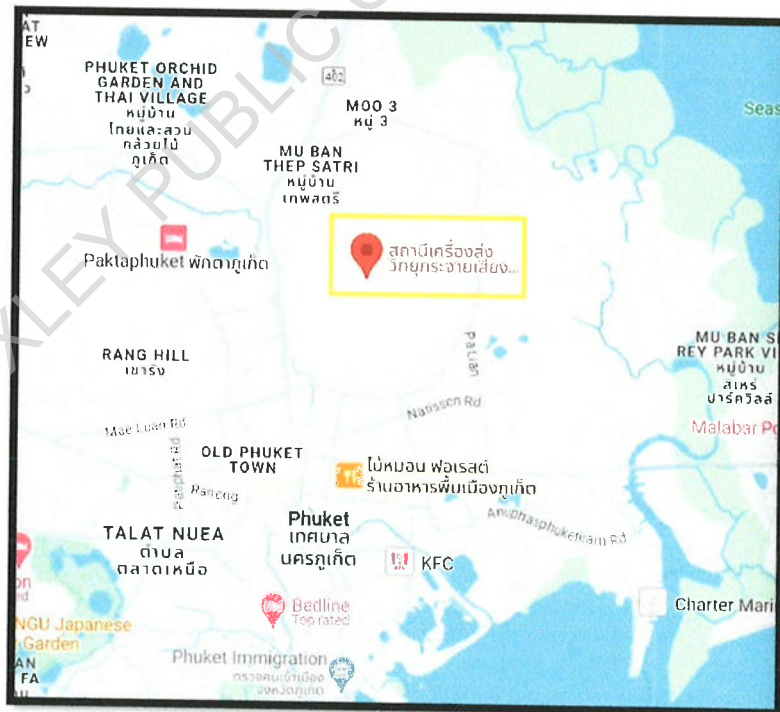 XLEY PUBLIC
AT
EW
PHUKET ORCHID
GARDEN AND
THAI VILLAGE
หมู่บ้าน
ไทยและสวน
กล้วยไม้
ภูเก็ต
402
MOO 3
หมู่ 3
Seas
MU BAN
THEP SATRI
หมู่บ้าน
เทพสตรี
สถานีเครื่องส่ง
วิทยุกระจายเสียง...
Paktaphuket พักตาภูเก็ต
RANG HILL
เขารัง
Pa Lian
MU BAN S
REY PARK VI
หมู่บ้าน
สิเหร่
ปาร์ควิลล์
Narisson Rd
Mae Luan Rd
Malabar Po
Patiphat Rd
OLD PHUKET
TOWN
ไม้หมอน ฟอเรสต์
ร้านอาหารพื้นเมืองภูเก็ต
Ranong
Anuphasphuketkarn Rd
Phuket
เทศบาล
นครภูเก็ต
TALAT NUEA
ตำบล
ตลาดเหนือ
KFC
on
ed
Bedline
Top rated
Charter Mari
NGU Japanese
Garden
AN
FA
Phuket Immigration
ตรวจคนเข้าเมือง
จังหวัดภูเก็ต